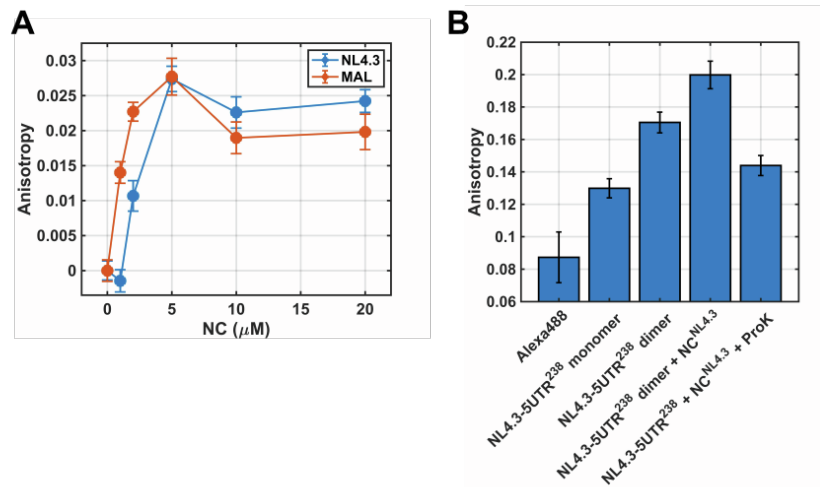 A
0.03
0.025
0.02
0.015
0.01
0.005
0
Anisotropy
0 5 10 15 20
NC (μM)
NL4.3
MAL
B
0.22
0.2
0.18
0.16
0.14
0.12
0.1
0.08
0.06
Anisotropy
Alexa488
NL4.3-5UTR²³⁸ monomer
NL4.3-5UTR²³⁸ dimer
NL4.3-5UTR²³⁸ dimer + NCᴺᴸ⁴·³
NL4.3-5UTR²³⁸ + NCᴺᴸ⁴·³ + ProK